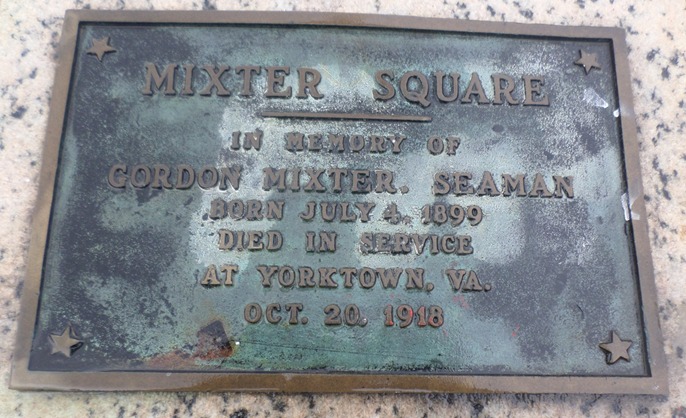 MIXTER SQUARE
IN MEMORY OF
GORDON MIXTER, SEAMAN
BORN JULY 4, 1899
DIED IN SERVICE
AT YORKTOWN, VA.
OCT. 20, 1918